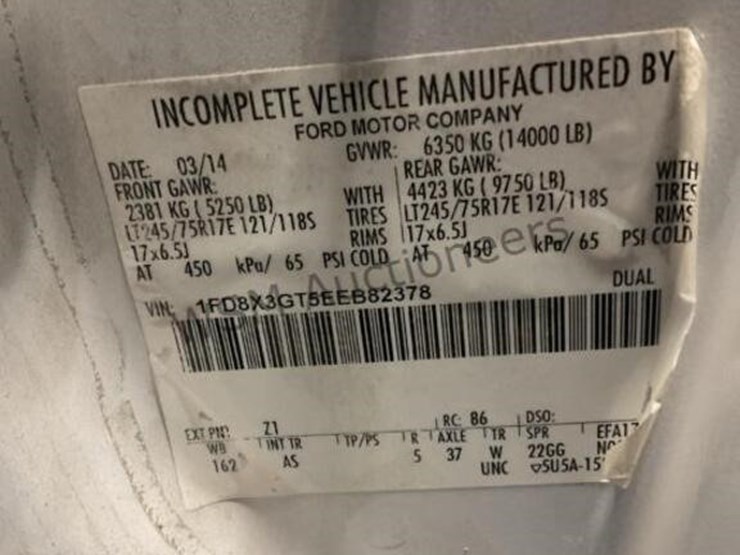 INCOMPLETE VEHICLE MANUFACTURED BY
FORD MOTOR COMPANY
DATE: 03/14 GVWR: 6350 KG (14000 LB)
FRONT GAWR: REAR GAWR:
2381 KG ( 5250 LB) WITH 4423 KG ( 9750 LB) WITH
LT245/75R17E 121/118S TIRES LT245/75R17E 121/118S TIRES
17x6.5J RIMS 17x6.5J RIMS
AT 450 kPa/ 65 PSI COLD AT 450 kPa/ 65 PSI COLD
VIN: 1FD8X3GT5EEB82378 DUAL
Auctioneers
EXT PNT: Z1 RC: 86 DSO:
WB INT TR TP/PS R AXLE TR SPR EFA17
162 AS 5 37 W 22GG
UNC ▽5U5A-15